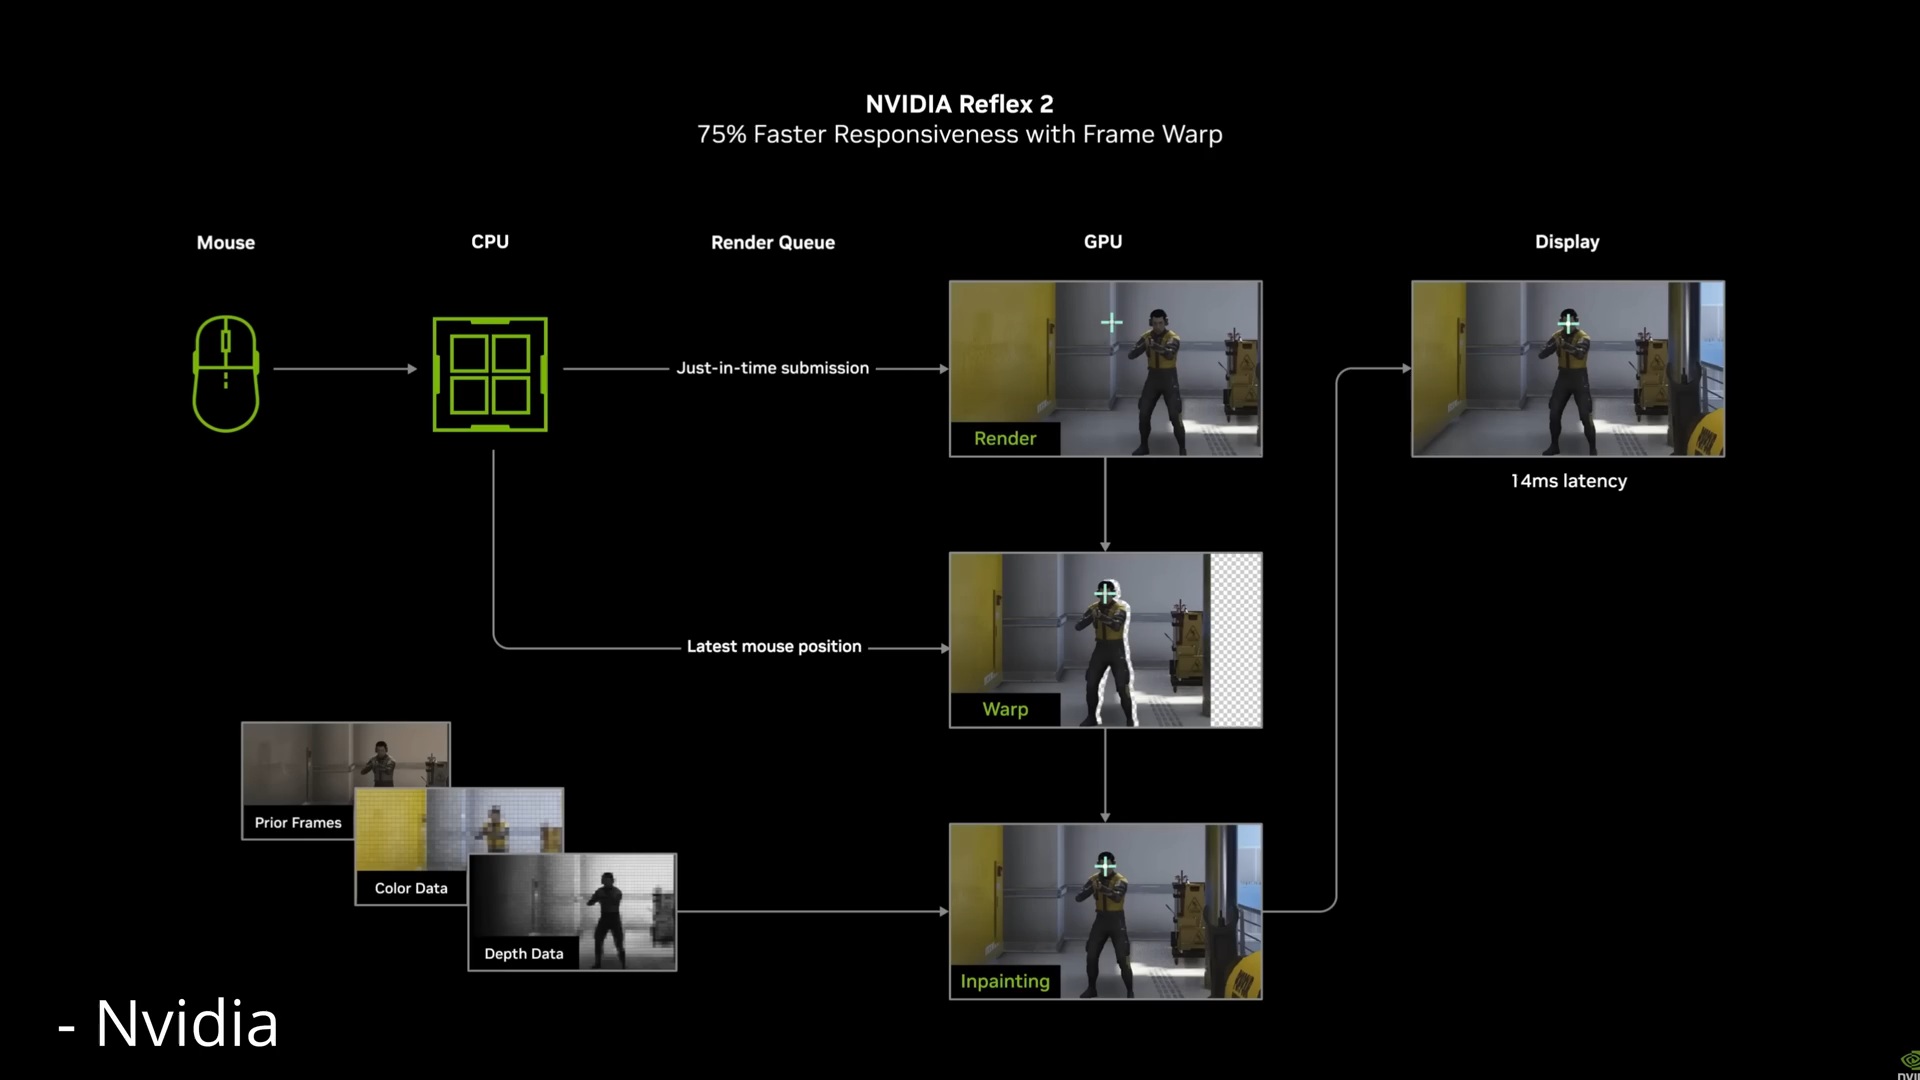 NVIDIA Reflex 2
75% Faster Responsiveness with Frame Warp
Mouse
CPU
Render Queue
GPU
Display
Just-in-time submission
Render
14ms latency
Latest mouse position
Warp
Prior Frames
Color Data
Depth Data
Inpainting
- Nvidia